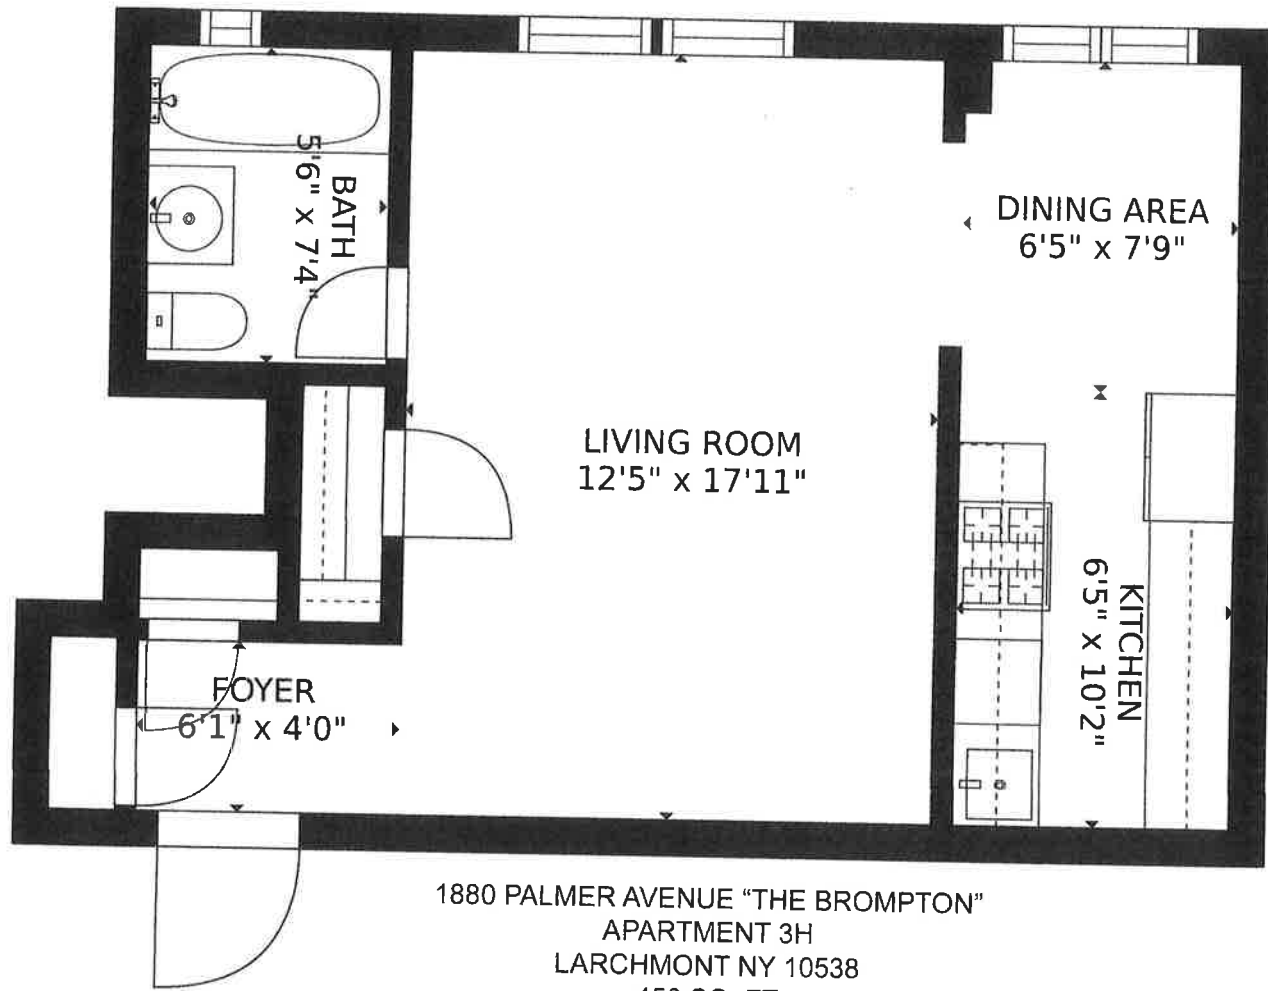 BATH
5'6" x 7'4"
DINING AREA
6'5" x 7'9"
LIVING ROOM
12'5" x 17'11"
KITCHEN
6'5" x 10'2"
FOYER
6'1" x 4'0"
1880 PALMER AVENUE “THE BROMPTON”
APARTMENT 3H
LARCHMONT NY 10538